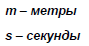 m – метры
s – секунды